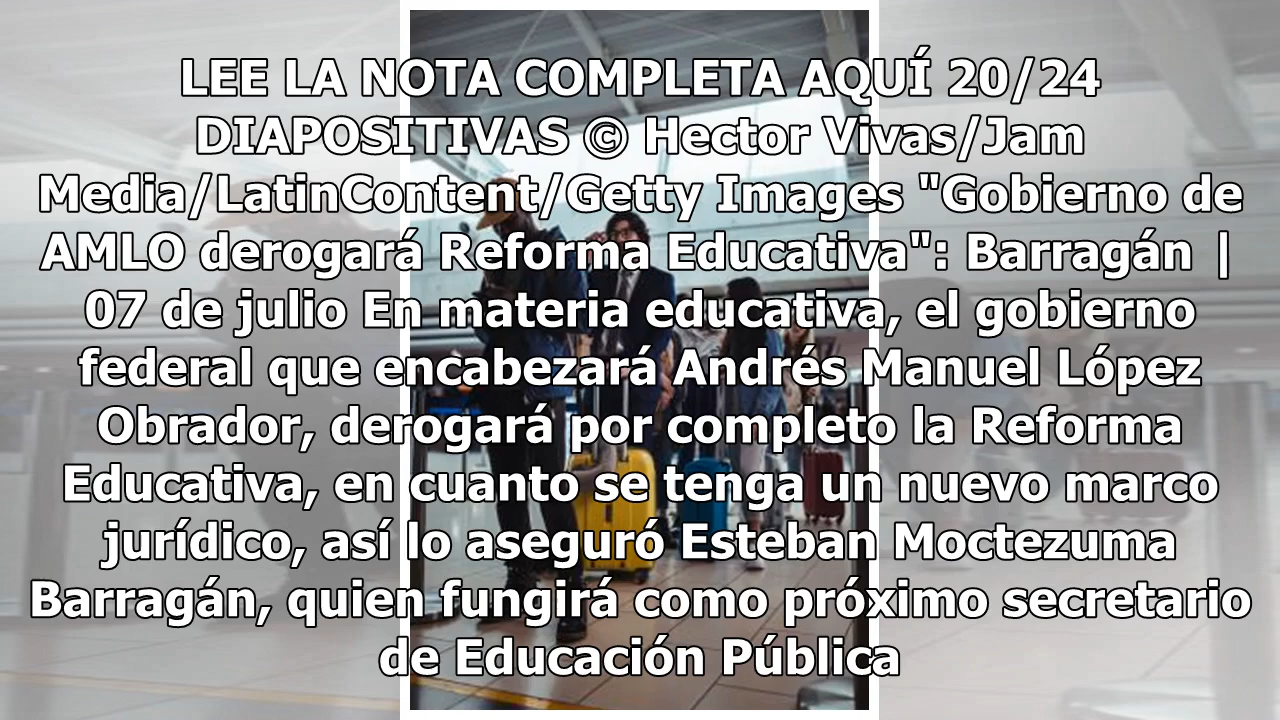 LEE LA NOTA COMPLETA AQUÍ 20/24
DIAPOSITIVAS © Hector Vivas/Jam
Media/LatinContent/Getty Images "Gobierno de
AMLO derogará Reforma Educativa": Barragán |
07 de julio En materia educativa, el gobierno
federal que encabezará Andrés Manuel López
Obrador, derogará por completo la Reforma
Educativa, en cuanto se tenga un nuevo marco
jurídico, así lo aseguró Esteban Moctezuma
Barragán, quien fungirá como próximo secretario
de Educación Pública